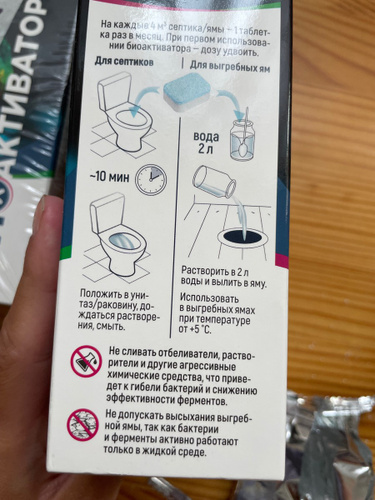 На каждые 4 м³ септика/ямы – 1 таблет-
ка раз в месяц. При первом использова-
нии биоактиватора – дозу удвоить.
Для септиков
Для выгребных ям
вода
2 л
~10 мин
Положить в уни-
таз/раковину, до-
ждаться растворе-
ния, смыть.
Растворить в 2 л
воды и вылить в яму.
Использовать
в выгребных ямах
при температуре
от +5 °С.
Не сливать отбеливатели, раство-
рители и другие агрессивные
химические средства, что приве-
дет к гибели бактерий и снижению
эффективности ферментов.
Не допускать высыхания выгреб-
ной ямы, так как бактерии
и ферменты активно работают
только в жидкой среде.
АКТИВАТОР